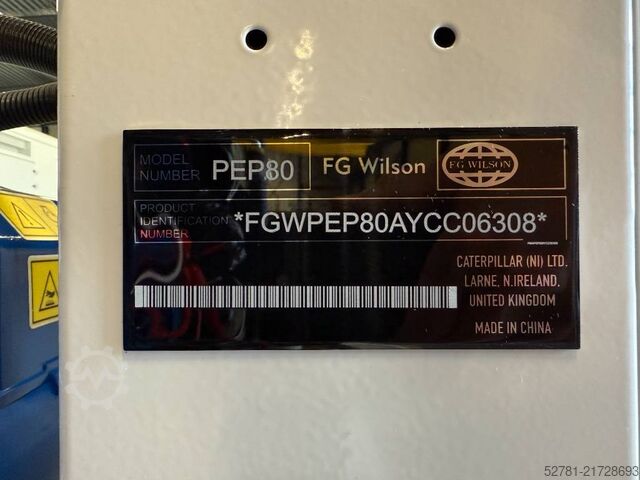 MODEL
NUMBER
PEP80
FG Wilson
FG WILSON
PRODUCT
IDENTIFICATION
NUMBER
*FGWPEP80AYCC06308*
CATERPILLAR (NI) LTD.
LARNE, N.IRELAND,
UNITED KINGDOM
MADE IN CHINA
52781-21728693